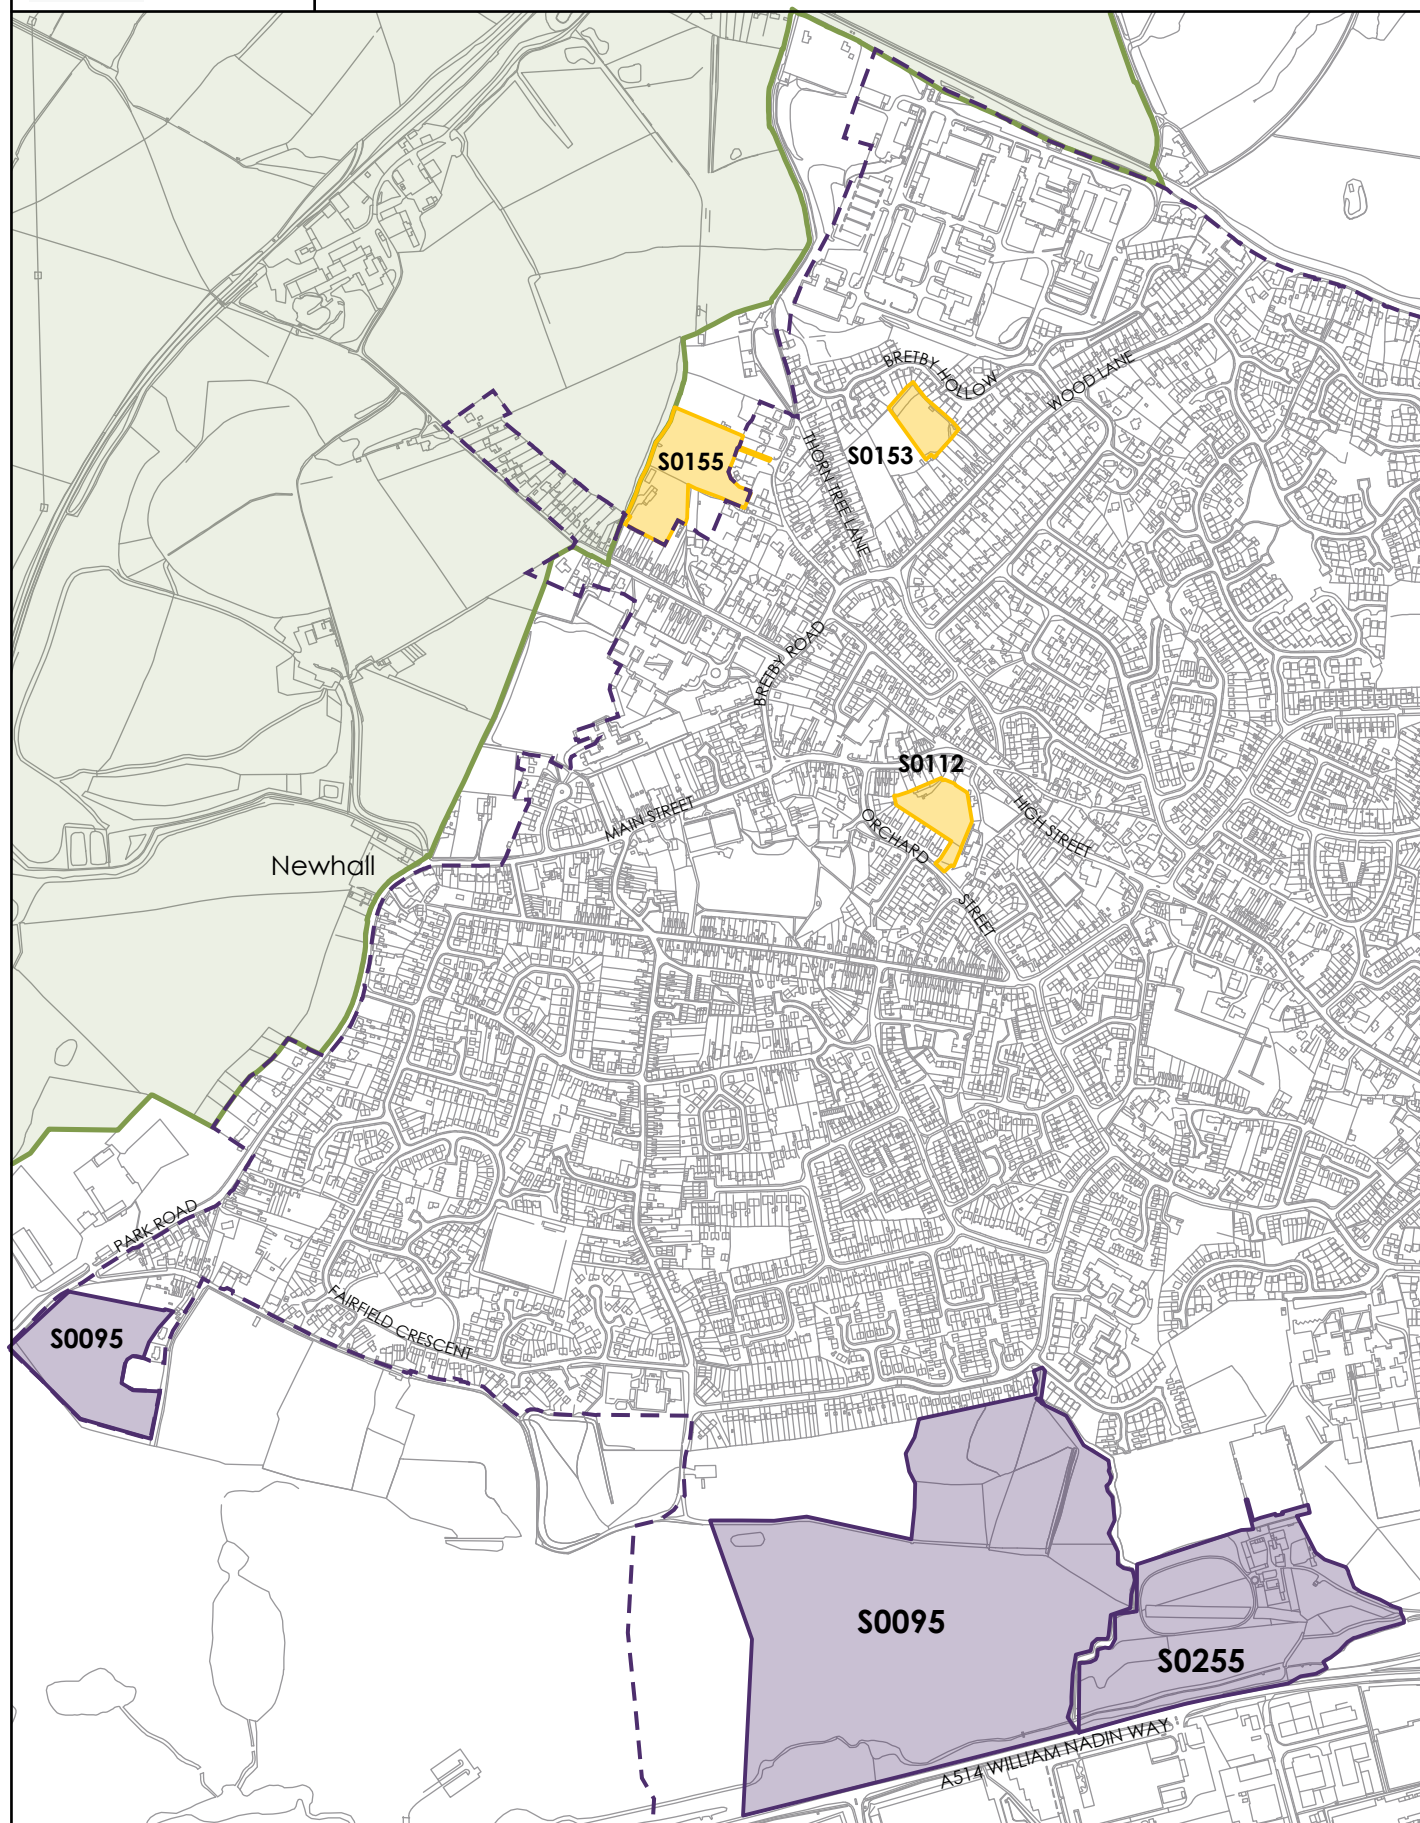 BRETBY HOLLOW
WOOD LANE
S0155
S0153
THORN TREE LANE
BRETBY ROAD
S0112
MAIN STREET
HIGH STREET
ORCHARD STREET
Newhall
PARK ROAD
FAIRFIELD CRESCENT
S0095
S0095
S0255
A514 WILLIAM NADIN WAY